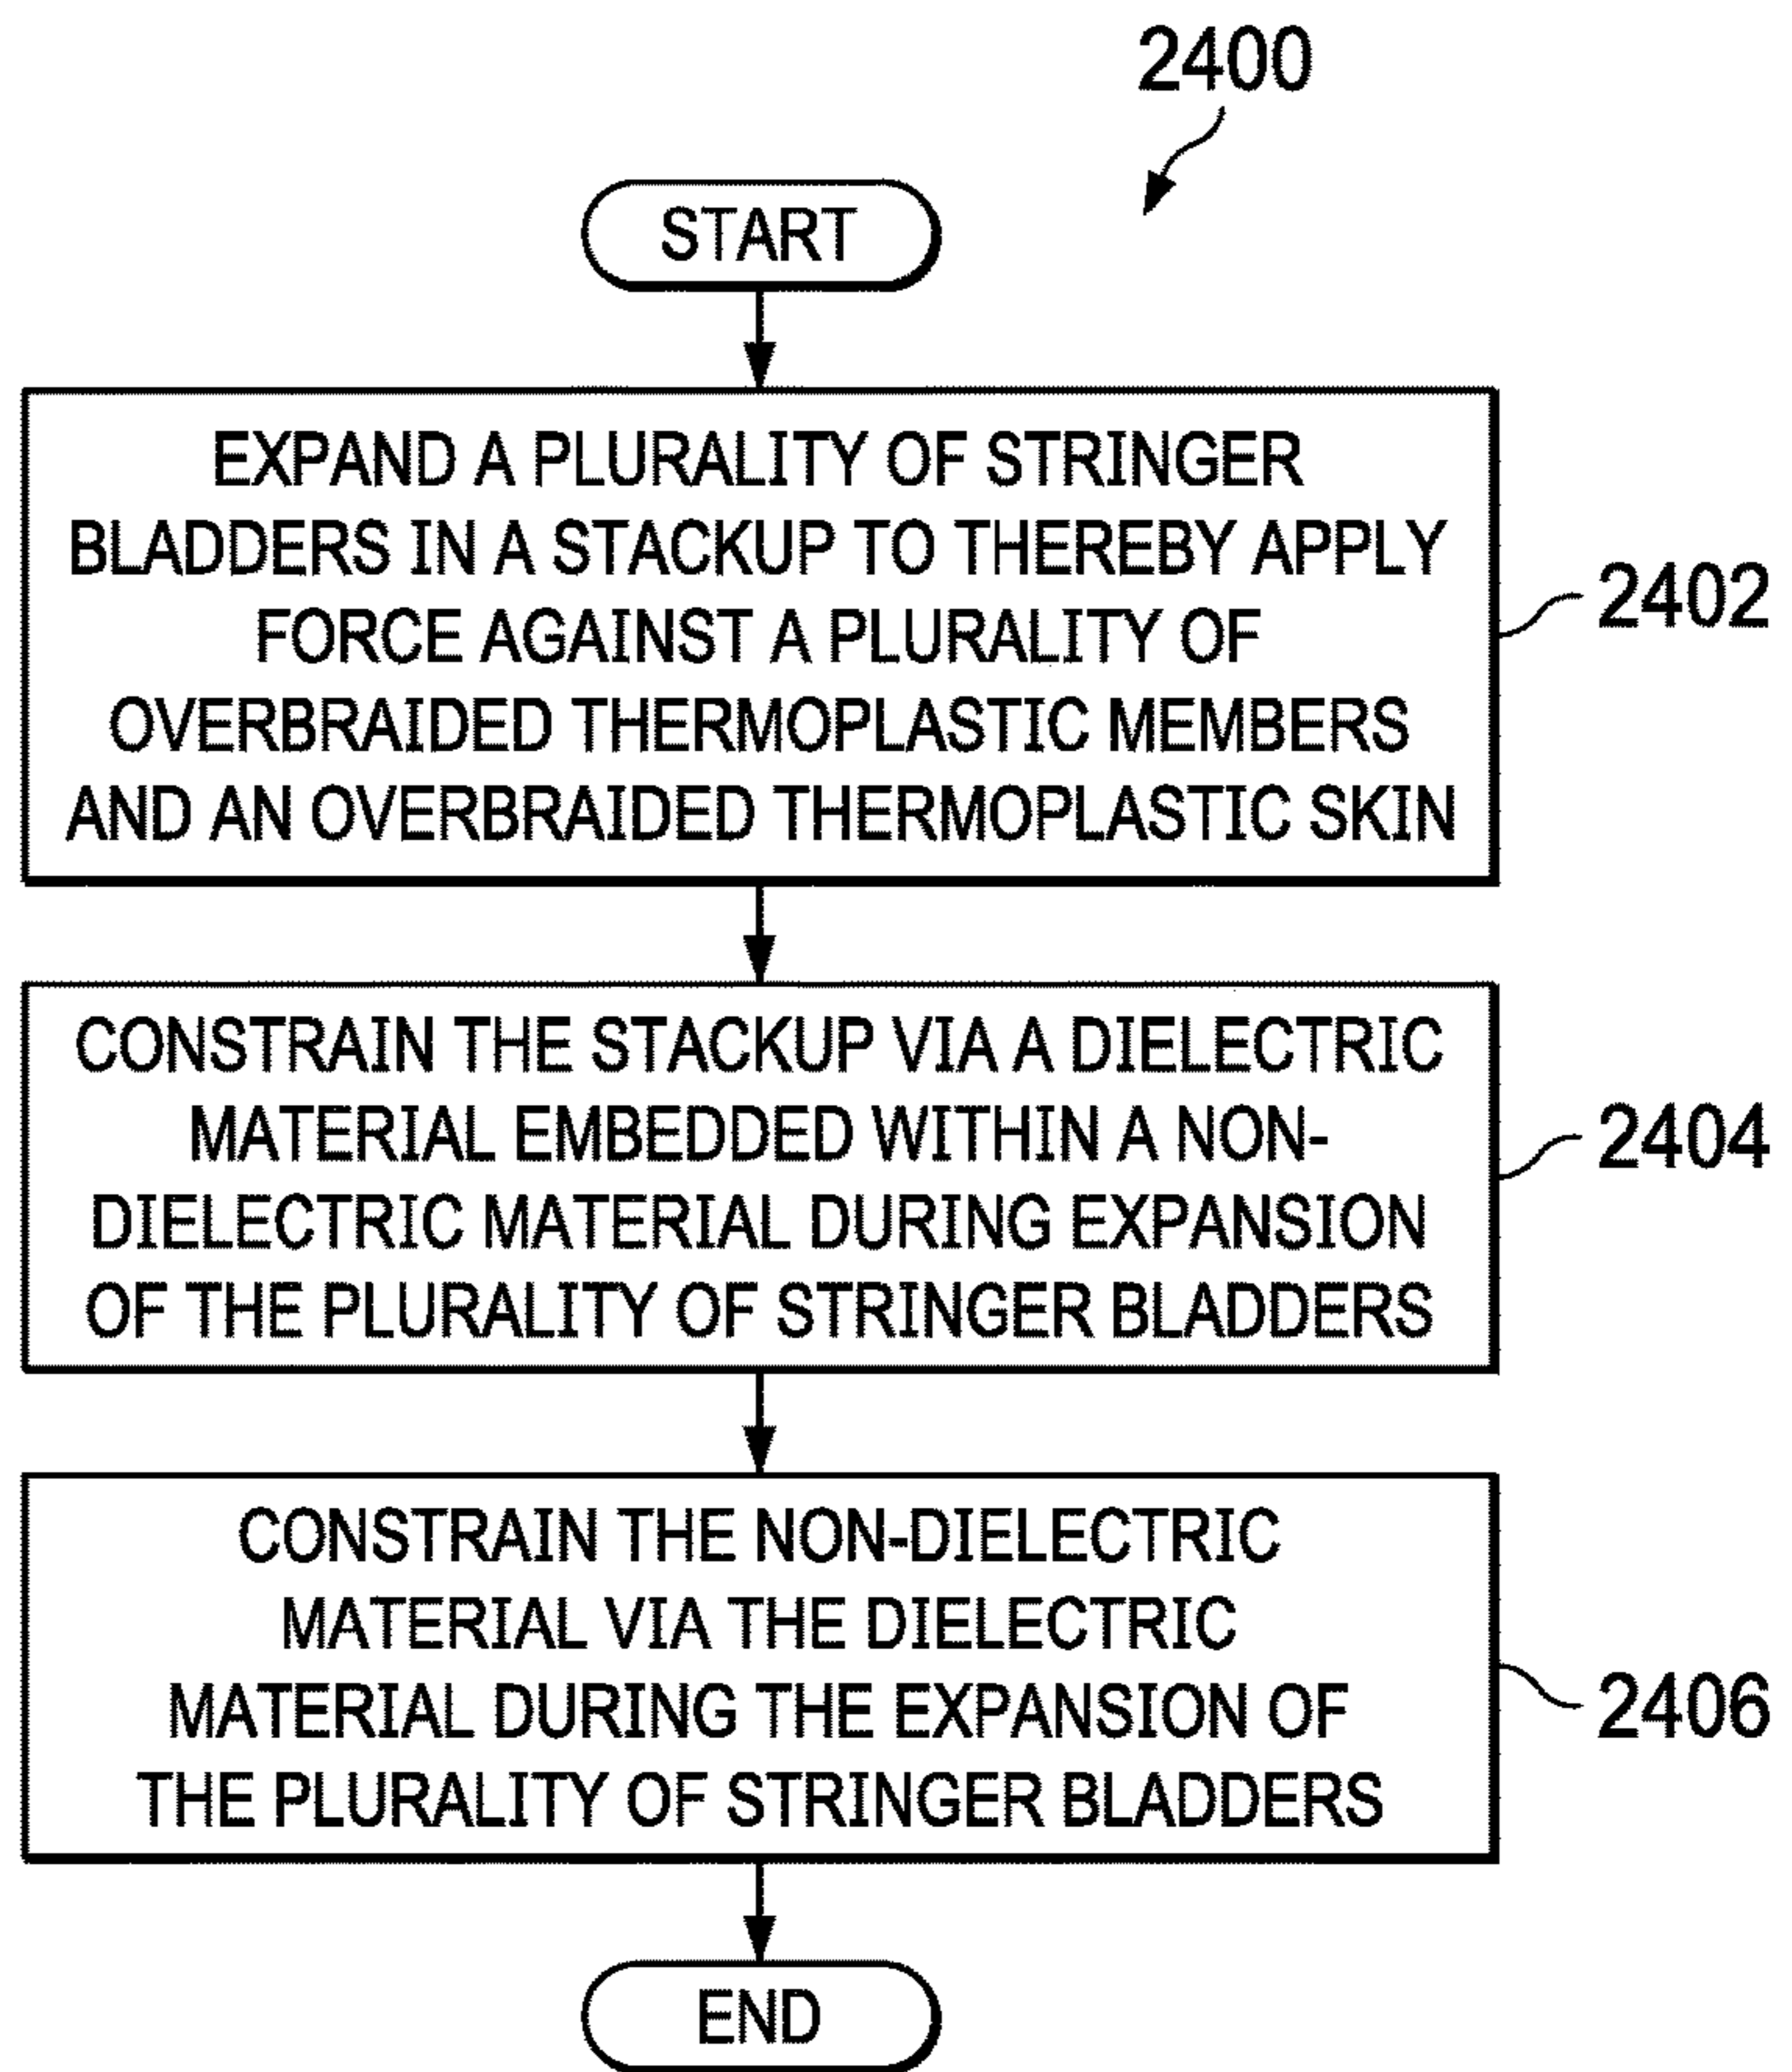 2400
START
EXPAND A PLURALITY OF STRINGER
BLADDERS IN A STACKUP TO THEREBY APPLY
FORCE AGAINST A PLURALITY OF
OVERBRAIDED THERMOPLASTIC MEMBERS
AND AN OVERBRAIDED THERMOPLASTIC SKIN
2402
CONSTRAIN THE STACKUP VIA A DIELECTRIC
MATERIAL EMBEDDED WITHIN A NON-
DIELECTRIC MATERIAL DURING EXPANSION
OF THE PLURALITY OF STRINGER BLADDERS
2404
CONSTRAIN THE NON-DIELECTRIC
MATERIAL VIA THE DIELECTRIC
MATERIAL DURING THE EXPANSION OF
THE PLURALITY OF STRINGER BLADDERS
2406
END